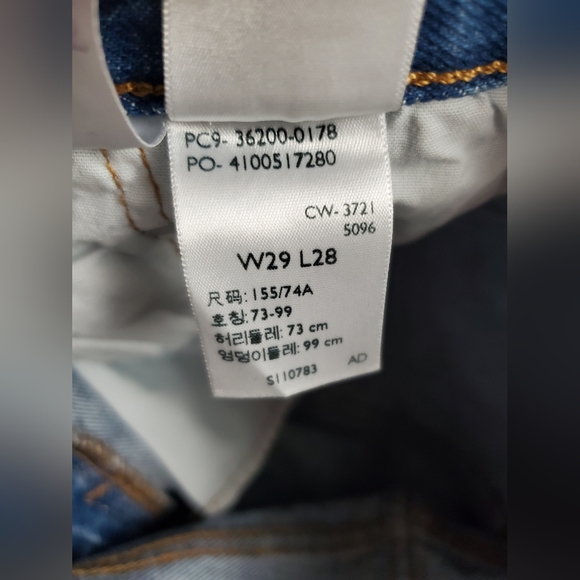 PC9- 36200-0178
PO- 4100517280
CW- 3721
5096
W29 L28
尺码: 155/74A
호칭: 73-99
허리둘레: 73 cm
엉덩이둘레: 99 cm
S110783 AD